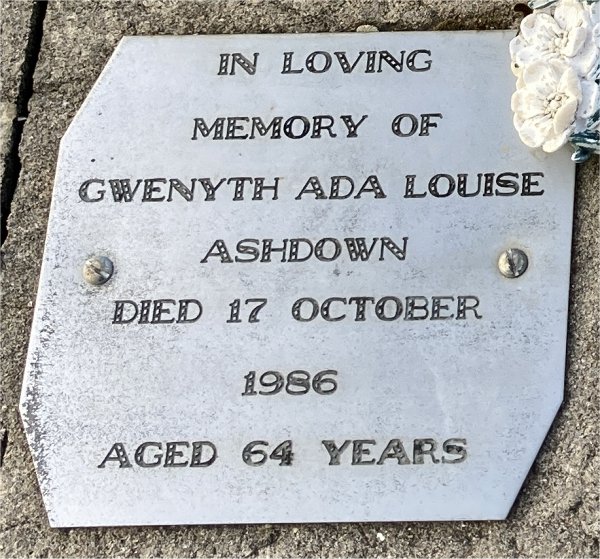 IN LOVING
MEMORY OF
GWENYTH ADA LOUISE
ASHDOWN
DIED 17 OCTOBER
1986
AGED 64 YEARS